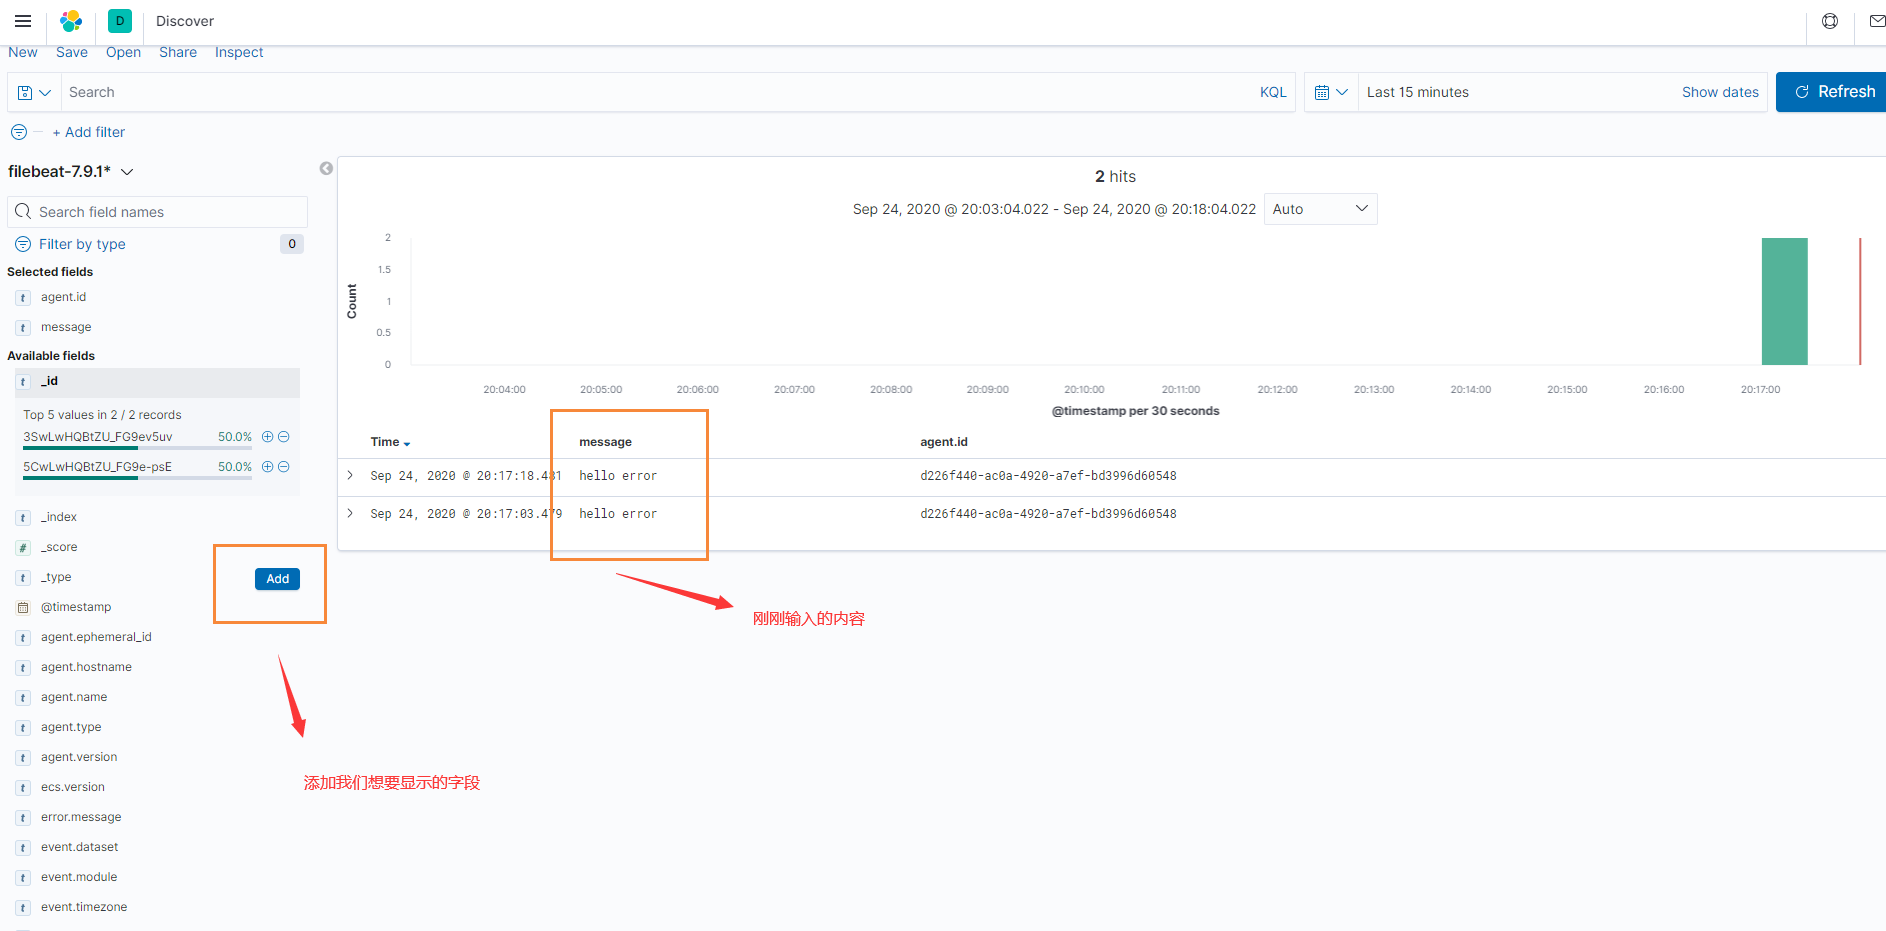 D Discover
New Save Open Share Inspect
Search KQL Last 15 minutes Show dates Refresh
+ Add filter
filebeat-7.9.1*
Search field names
Filter by type 0
Selected fields
t agent.id
t message
Available fields
t _id
Top 5 values in 2 / 2 records
3SwLwHQBtZU_FG9ev5uv 50.0%
5CwLwHQBtZU_FG9e-psE 50.0%
t _index
# _score
t _type
Add
@timestamp
t agent.ephemeral_id
t agent.hostname
t agent.name
t agent.type
t agent.version
t ecs.version
t error.message
t event.dataset
t event.module
t event.timezone
2 hits
Sep 24, 2020 @ 20:03:04.022 - Sep 24, 2020 @ 20:18:04.022 Auto
Count
2
1.5
1
0.5
0
20:04:00 20:05:00 20:06:00 20:07:00 20:08:00 20:09:00 20:10:00 20:11:00 20:12:00 20:13:00 20:14:00 20:15:00 20:16:00 20:17:00
@timestamp per 30 seconds
Time message agent.id
Sep 24, 2020 @ 20:17:18.481 hello error d226f440-ac0a-4920-a7ef-bd3996d60548
Sep 24, 2020 @ 20:17:03.479 hello error d226f440-ac0a-4920-a7ef-bd3996d60548
刚刚输入的内容
添加我们想要显示的字段